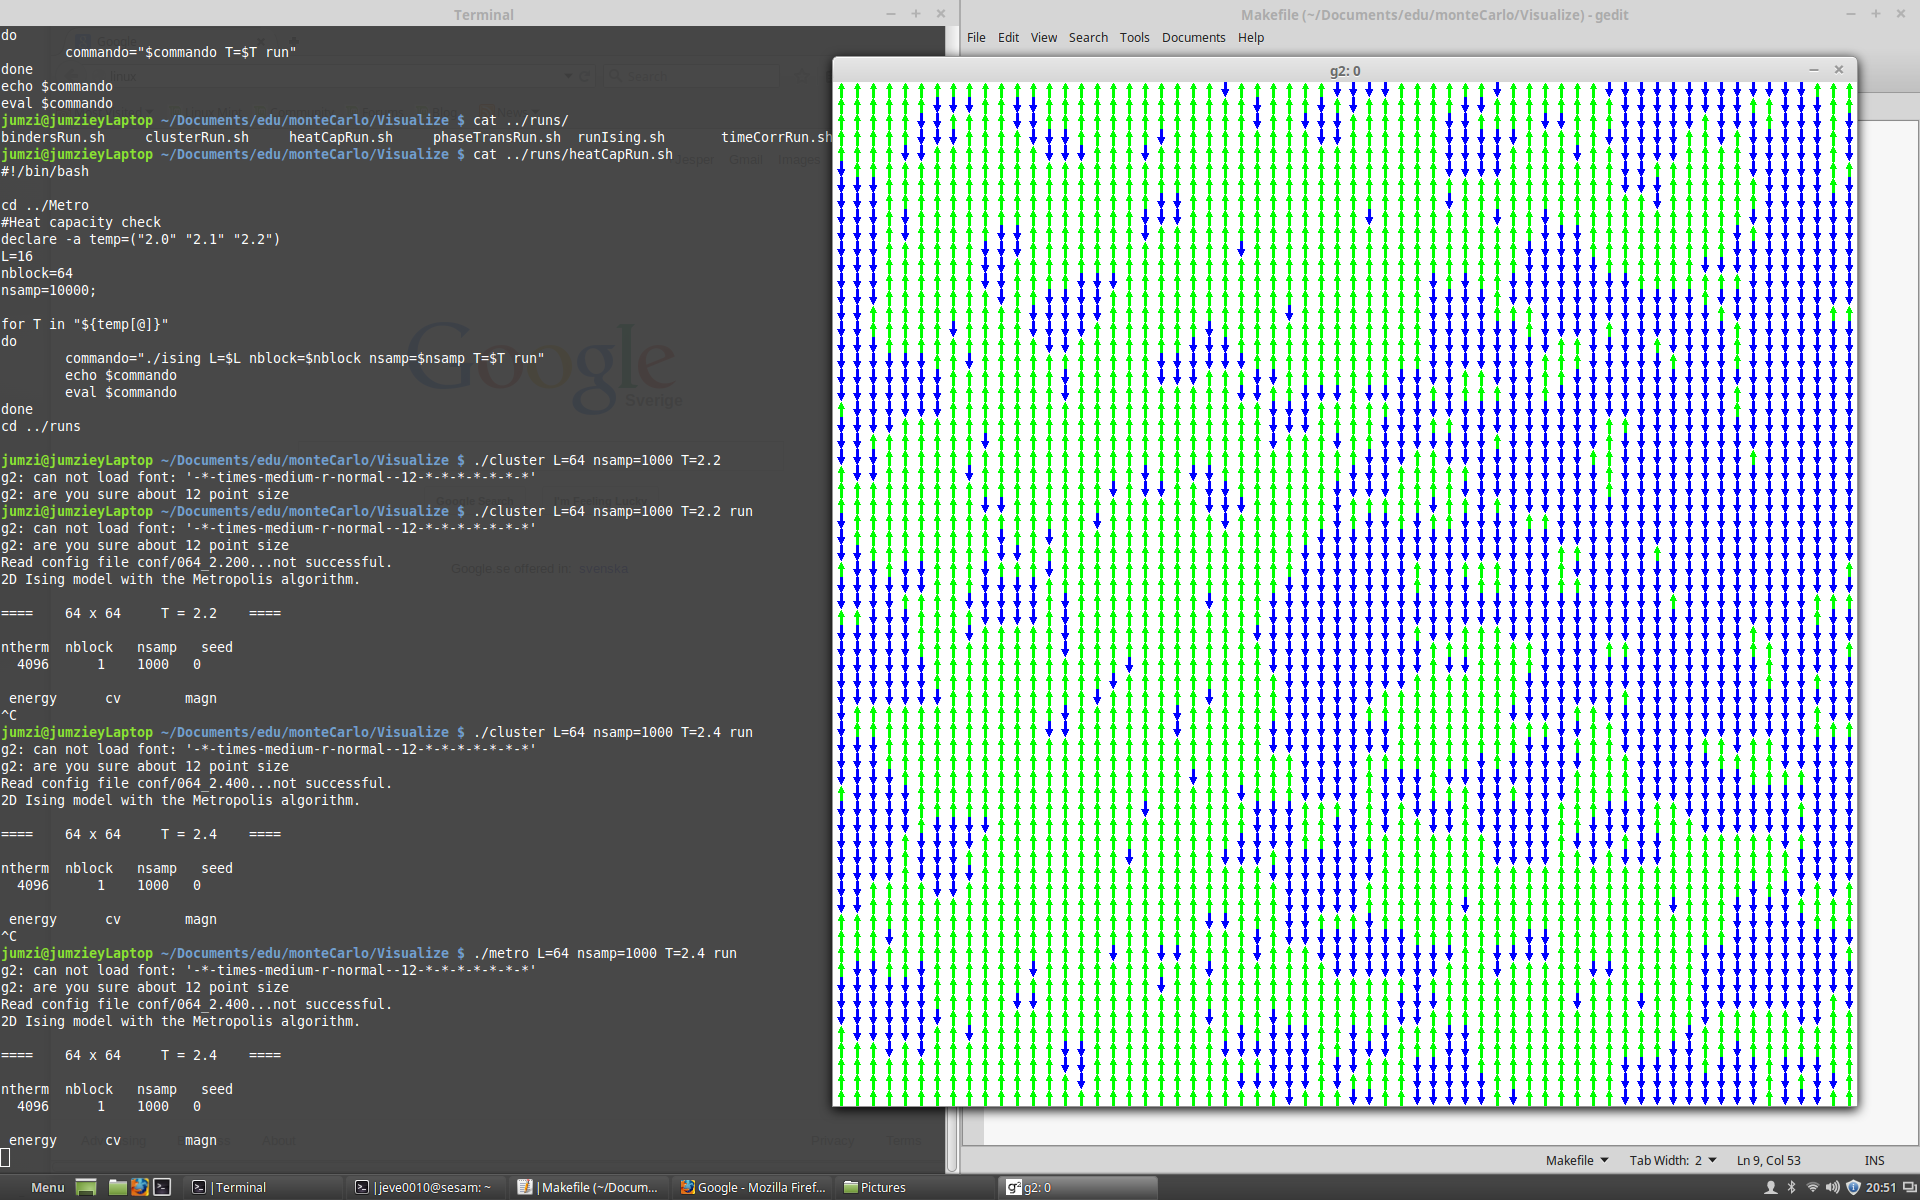 Terminal
do
        commando="$commando T=$T run"
done
echo $commando
eval $commando
jumzi@jumzieyLaptop ~/Documents/edu/monteCarlo/Visualize $ cat ../runs/
bindersRun.sh     clusterRun.sh     heatCapRun.sh     phaseTransRun.sh  runIsing.sh       timeCorrRun.sh
jumzi@jumzieyLaptop ~/Documents/edu/monteCarlo/Visualize $ cat ../runs/heatCapRun.sh
#!/bin/bash
cd ../Metro
#Heat capacity check
declare -a temp=("2.0" "2.1" "2.2")
L=16
nblock=64
nsamp=10000;
for T in "${temp[@]}"
do
        commando="./ising L=$L nblock=$nblock nsamp=$nsamp T=$T run"
        echo $commando
        eval $commando
done
cd ../runs
jumzi@jumzieyLaptop ~/Documents/edu/monteCarlo/Visualize $ ./cluster L=64 nsamp=1000 T=2.2
g2: can not load font: '-*-times-medium-r-normal--12-*-*-*-*-*-*-*'
g2: are you sure about 12 point size
jumzi@jumzieyLaptop ~/Documents/edu/monteCarlo/Visualize $ ./cluster L=64 nsamp=1000 T=2.2 run
g2: can not load font: '-*-times-medium-r-normal--12-*-*-*-*-*-*-*'
g2: are you sure about 12 point size
Read config file conf/064_2.200...not successful.
2D Ising model with the Metropolis algorithm.
====    64 x 64     T = 2.2    ====
ntherm  nblock   nsamp   seed
  4096      1    1000   0
 energy      cv        magn
^C
jumzi@jumzieyLaptop ~/Documents/edu/monteCarlo/Visualize $ ./cluster L=64 nsamp=1000 T=2.4 run
g2: can not load font: '-*-times-medium-r-normal--12-*-*-*-*-*-*-*'
g2: are you sure about 12 point size
Read config file conf/064_2.400...not successful.
2D Ising model with the Metropolis algorithm.
====    64 x 64     T = 2.4    ====
ntherm  nblock   nsamp   seed
  4096      1    1000   0
 energy      cv        magn
^C
jumzi@jumzieyLaptop ~/Documents/edu/monteCarlo/Visualize $ ./metro L=64 nsamp=1000 T=2.4 run
g2: can not load font: '-*-times-medium-r-normal--12-*-*-*-*-*-*-*'
g2: are you sure about 12 point size
Read config file conf/064_2.400...not successful.
2D Ising model with the Metropolis algorithm.
====    64 x 64     T = 2.4    ====
ntherm  nblock   nsamp   seed
  4096      1    1000   0
 energy      cv        magn
Google
Sverige
Google.se offered in: svenska
Privacy Terms
Makefile (~/Documents/edu/monteCarlo/Visualize) - gedit
File Edit View Search Tools Documents Help
g2: 0
Makefile Tab Width: 2 Ln 9, Col 53 INS
Menu Terminal jeve0010@sesam: ~ Makefile (~/Docum... Google - Mozilla Firef... Pictures g2: 0 20:51